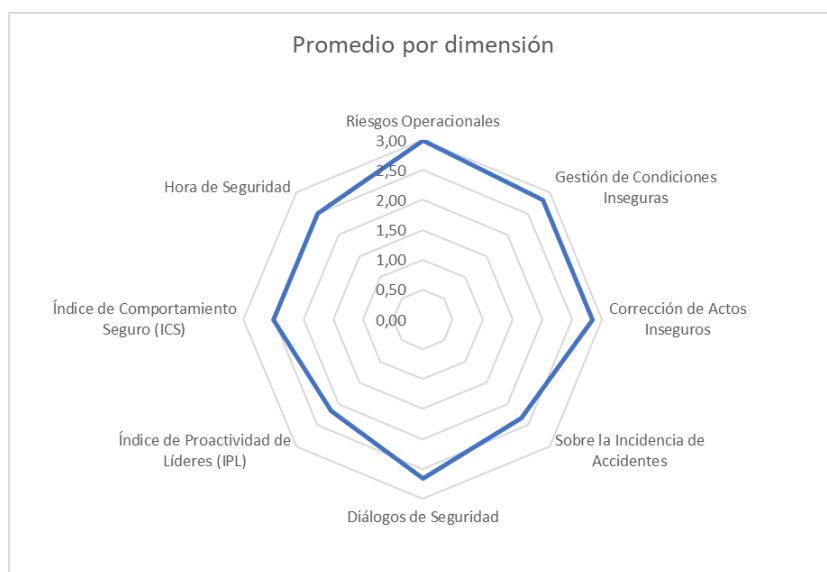 Promedio por dimensión
Riesgos Operacionales
3,00
2,50
2,00
1,50
1,00
0,50
0,00
Gestión de Condiciones
Inseguras
Corrección de Actos
Inseguros
Sobre la Incidencia de
Accidentes
Diálogos de Seguridad
Índice de Proactividad de
Líderes (IPL)
Índice de Comportamiento
Seguro (ICS)
Hora de Seguridad